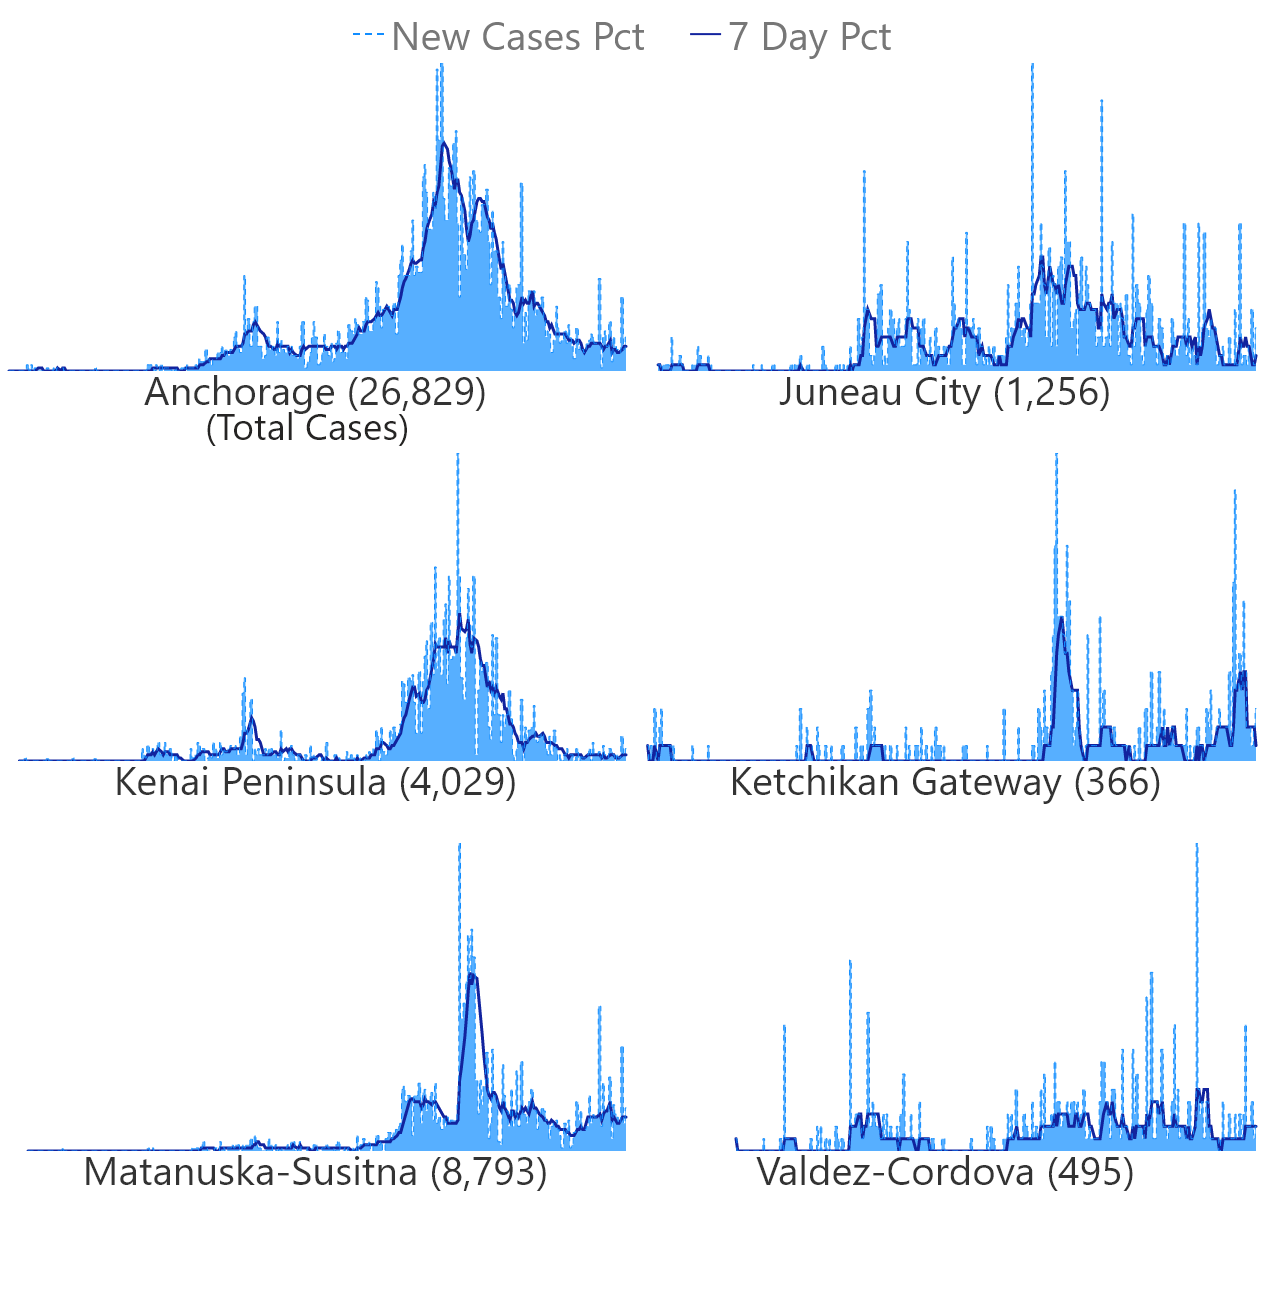 New Cases Pct 7 Day Pct
Anchorage (26,829) Juneau City (1,256)
(Total Cases)
Kenai Peninsula (4,029) Ketchikan Gateway (366)
Matanuska-Susitna (8,793) Valdez-Cordova (495)